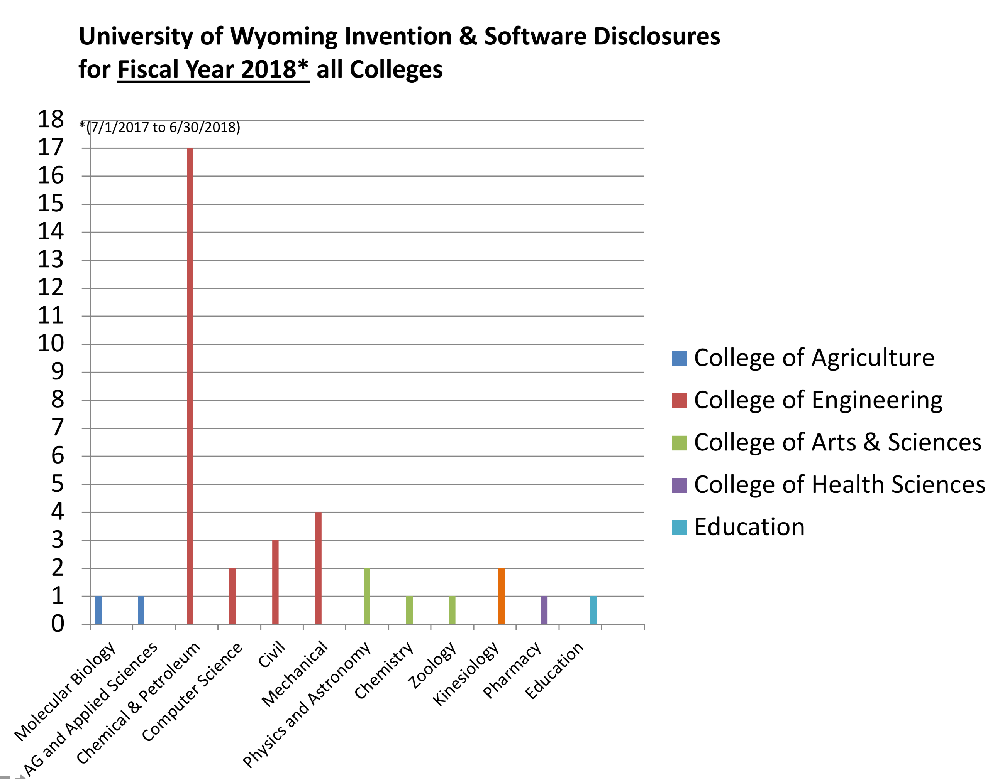 University of Wyoming Invention & Software Disclosures
for Fiscal Year 2018* all Colleges
*(7/1/2017 to 6/30/2018)
18
17
16
15
14
13
12
11
10
9
8
7
6
5
4
3
2
1
0
College of Agriculture
College of Engineering
College of Arts & Sciences
College of Health Sciences
Education
Molecular Biology
AG and Applied Sciences
Chemical & Petroleum
Computer Science
Civil
Mechanical
Physics and Astronomy
Chemistry
Zoology
Kinesiology
Pharmacy
Education